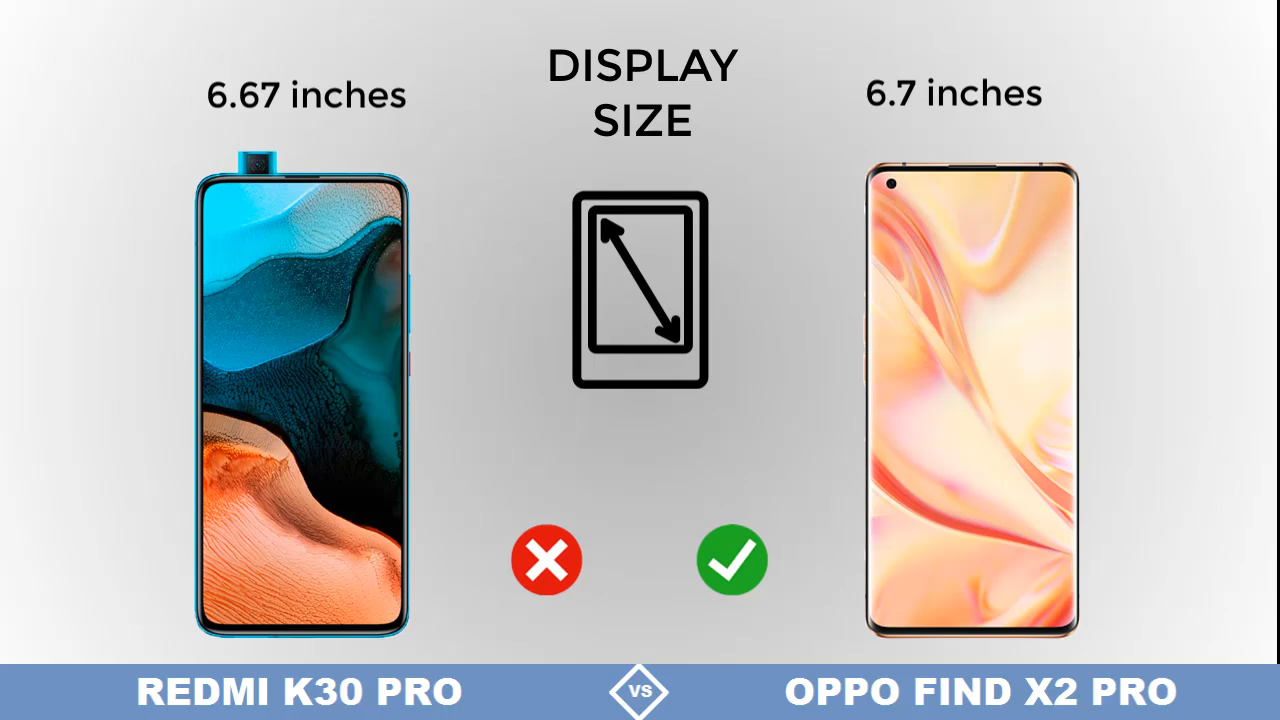 DISPLAY
SIZE
6.67 inches
6.7 inches
REDMI K30 PRO
VS
OPPO FIND X2 PRO